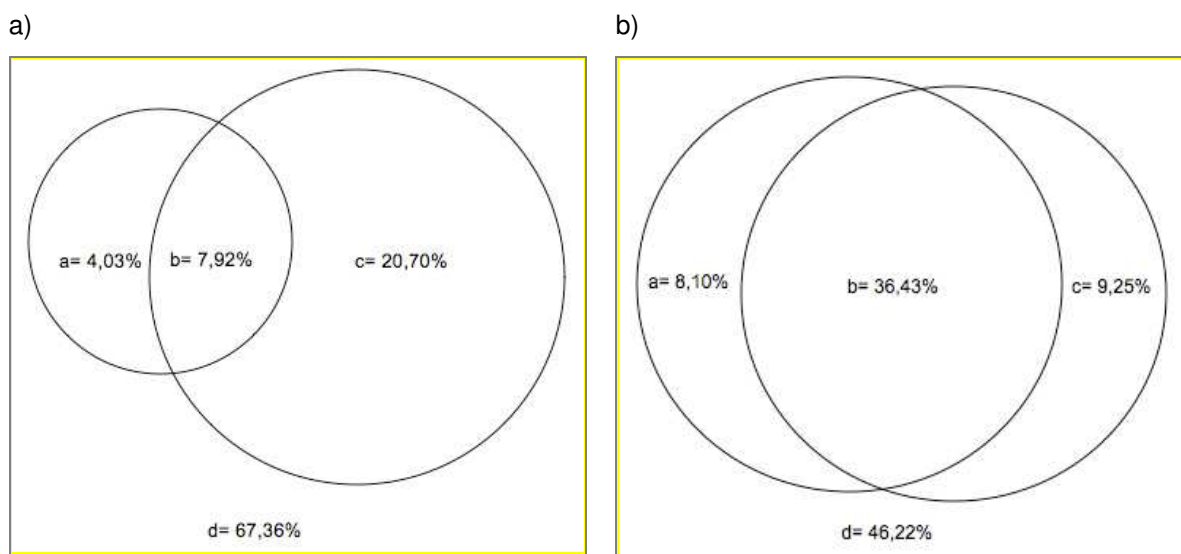 a)
b)
a= 4,03%
b= 7,92%
c= 20,70%
d= 67,36%
a= 8,10%
b= 36,43%
c= 9,25%
d= 46,22%